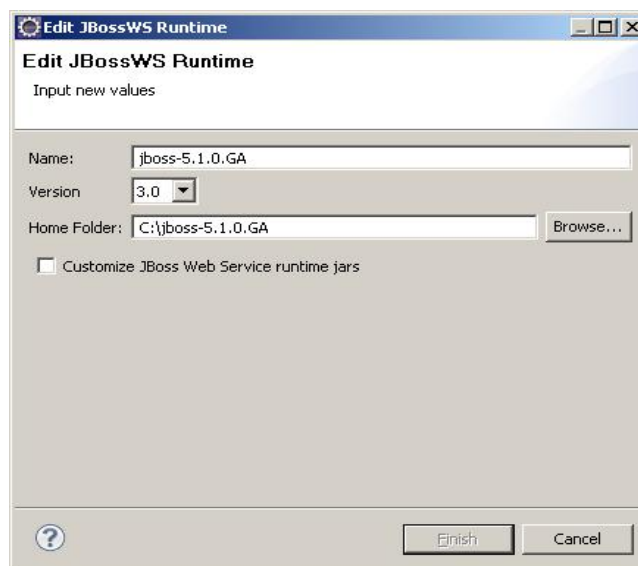 Edit JBossWS Runtime
Edit JBossWS Runtime
Input new values
Name: jboss-5.1.0.GA
Version 3.0
Home Folder: C:\jboss-5.1.0.GA Browse...
Customize JBoss Web Service runtime jars
Finish Cancel